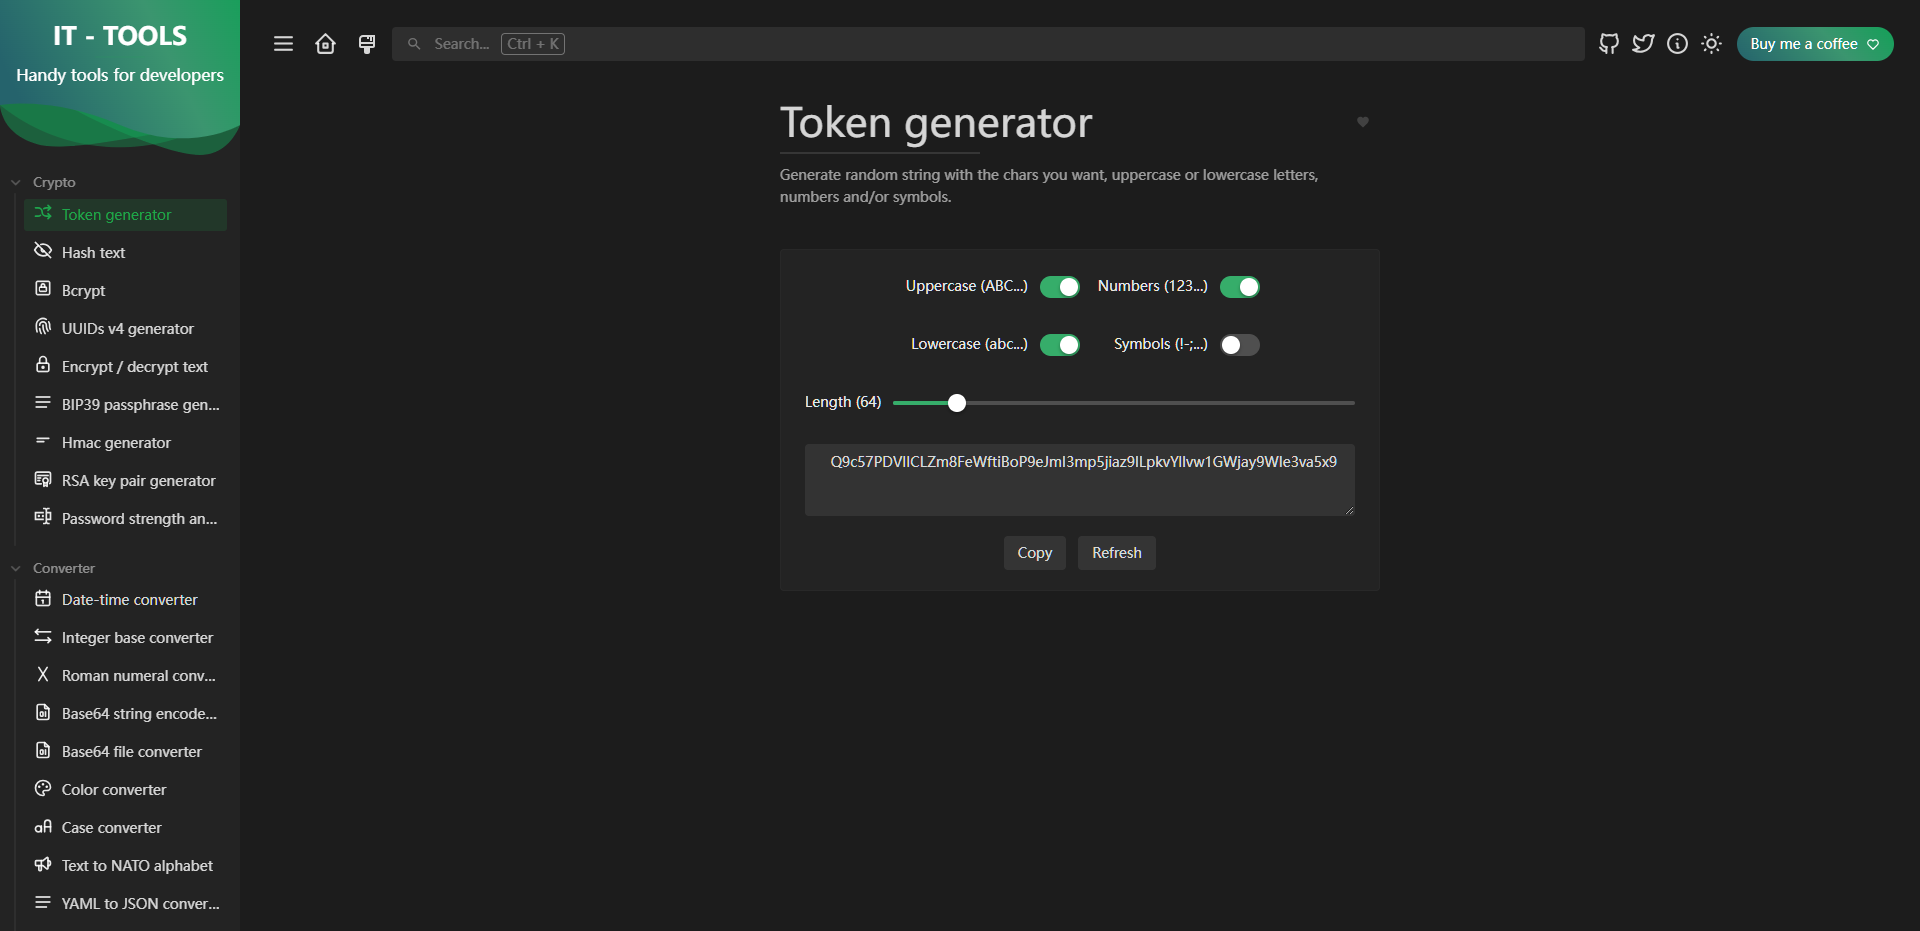 IT - TOOLS
Handy tools for developers
Search...
Ctrl + K
Buy me a coffee
Crypto
Token generator
Hash text
Bcrypt
UUIDs v4 generator
Encrypt / decrypt text
BIP39 passphrase gen...
Hmac generator
RSA key pair generator
Password strength an...
Converter
Date-time converter
Integer base converter
Roman numeral conv...
Base64 string encode...
Base64 file converter
Color converter
Case converter
Text to NATO alphabet
YAML to JSON conver...
Token generator
Generate random string with the chars you want, uppercase or lowercase letters,
numbers and/or symbols.
Uppercase (ABC...)
Numbers (123...)
Lowercase (abc...)
Symbols (!-;...)
Length (64)
Copy
Refresh